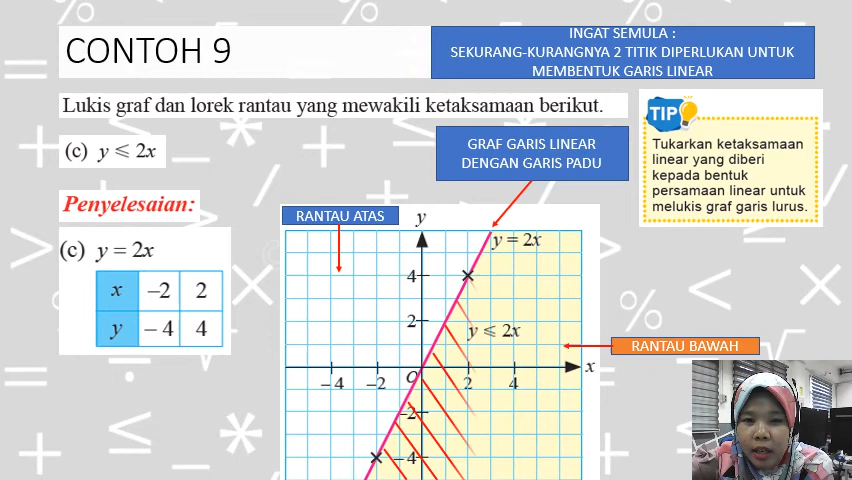 CONTOH 9
INGAT SEMULA :
SEKURANG-KURANGNYA 2 TITIK DIPERLUKAN UNTUK
MEMBENTUK GARIS LINEAR
Lukis graf dan lorek rantau yang mewakili ketaksamaan berikut.
(c) y ⩽ 2x
GRAF GARIS LINEAR
DENGAN GARIS PADU
TIP
Tukarkan ketaksamaan
linear yang diberi
kepada bentuk
persamaan linear untuk
melukis graf garis lurus.
Penyelesaian:
(c) y = 2x
x –2 2
y – 4 4
RANTAU ATAS
y
y = 2x
4
2
y ⩽ 2x
RANTAU BAWAH
O
x
– 4 –2 2 4
–2
– 4